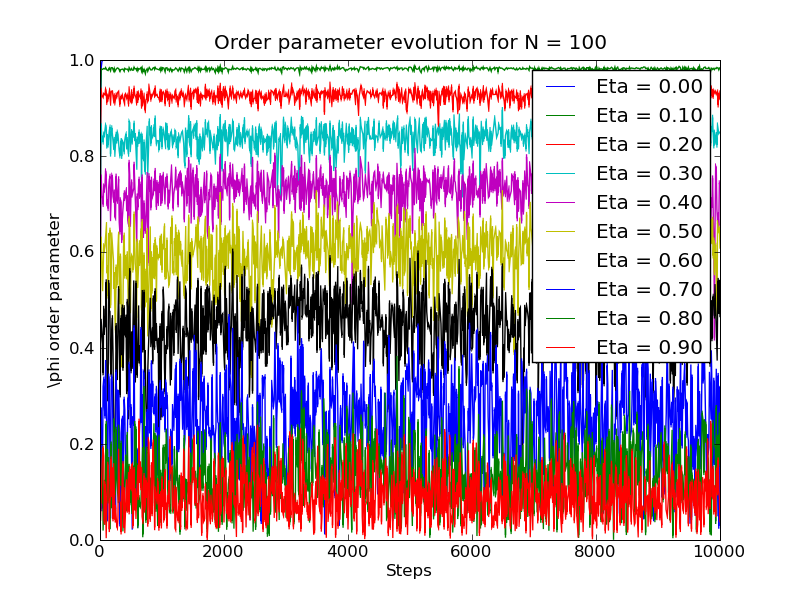 Order parameter evolution for N = 100
1.0
0.8
0.6
0.4
0.2
0.0
\phi order parameter
Eta = 0.00
Eta = 0.10
Eta = 0.20
Eta = 0.30
Eta = 0.40
Eta = 0.50
Eta = 0.60
Eta = 0.70
Eta = 0.80
Eta = 0.90
0
2000
4000
6000
8000
10000
Steps